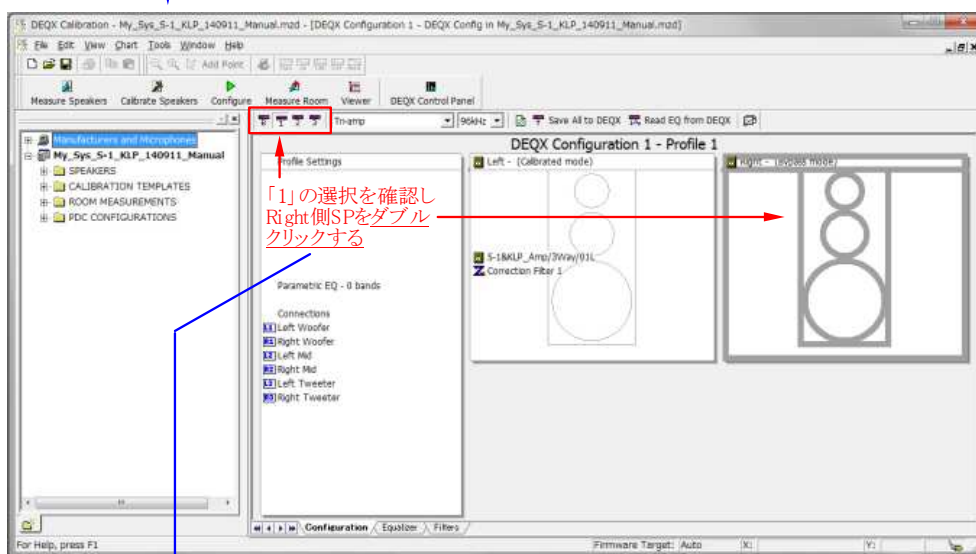 DEQX Calibration - My_Sys_S-1_KLP_140911_Manual.mzd - [DEQX Configuration 1 - DEQX Config in My_Sys_S-1_KLP_140911_Manual.mzd]
File Edit View Chart Tools Window Help
Add Point
Measure Speakers Calibrate Speakers Configure Measure Room Viewer DEQX Control Panel
Tri-amp 96kHz Save All to DEQX Read EQ from DEQX
Manufacturers and Microphones
My_Sys_S-1_KLP_140911_Manual
SPEAKERS
CALIBRATION TEMPLATES
ROOM MEASUREMENTS
PDC CONFIGURATIONS
DEQX Configuration 1 - Profile 1
Profile Settings
Left - (Calibrated mode)
Right - (Bypass mode)
「1」の選択を確認し
Right側SPをダブル
クリックする
S-1&KLP_Amp/3Way/01L
Correction Filter 1
Parametric EQ - 0 bands
Connections
L1 Left Woofer
R1 Right Woofer
L2 Left Mid
R2 Right Mid
L3 Left Tweeter
R3 Right Tweeter
Configuration Equalizer Filters
For Help, press F1
Firmware Target: Auto X: Y: